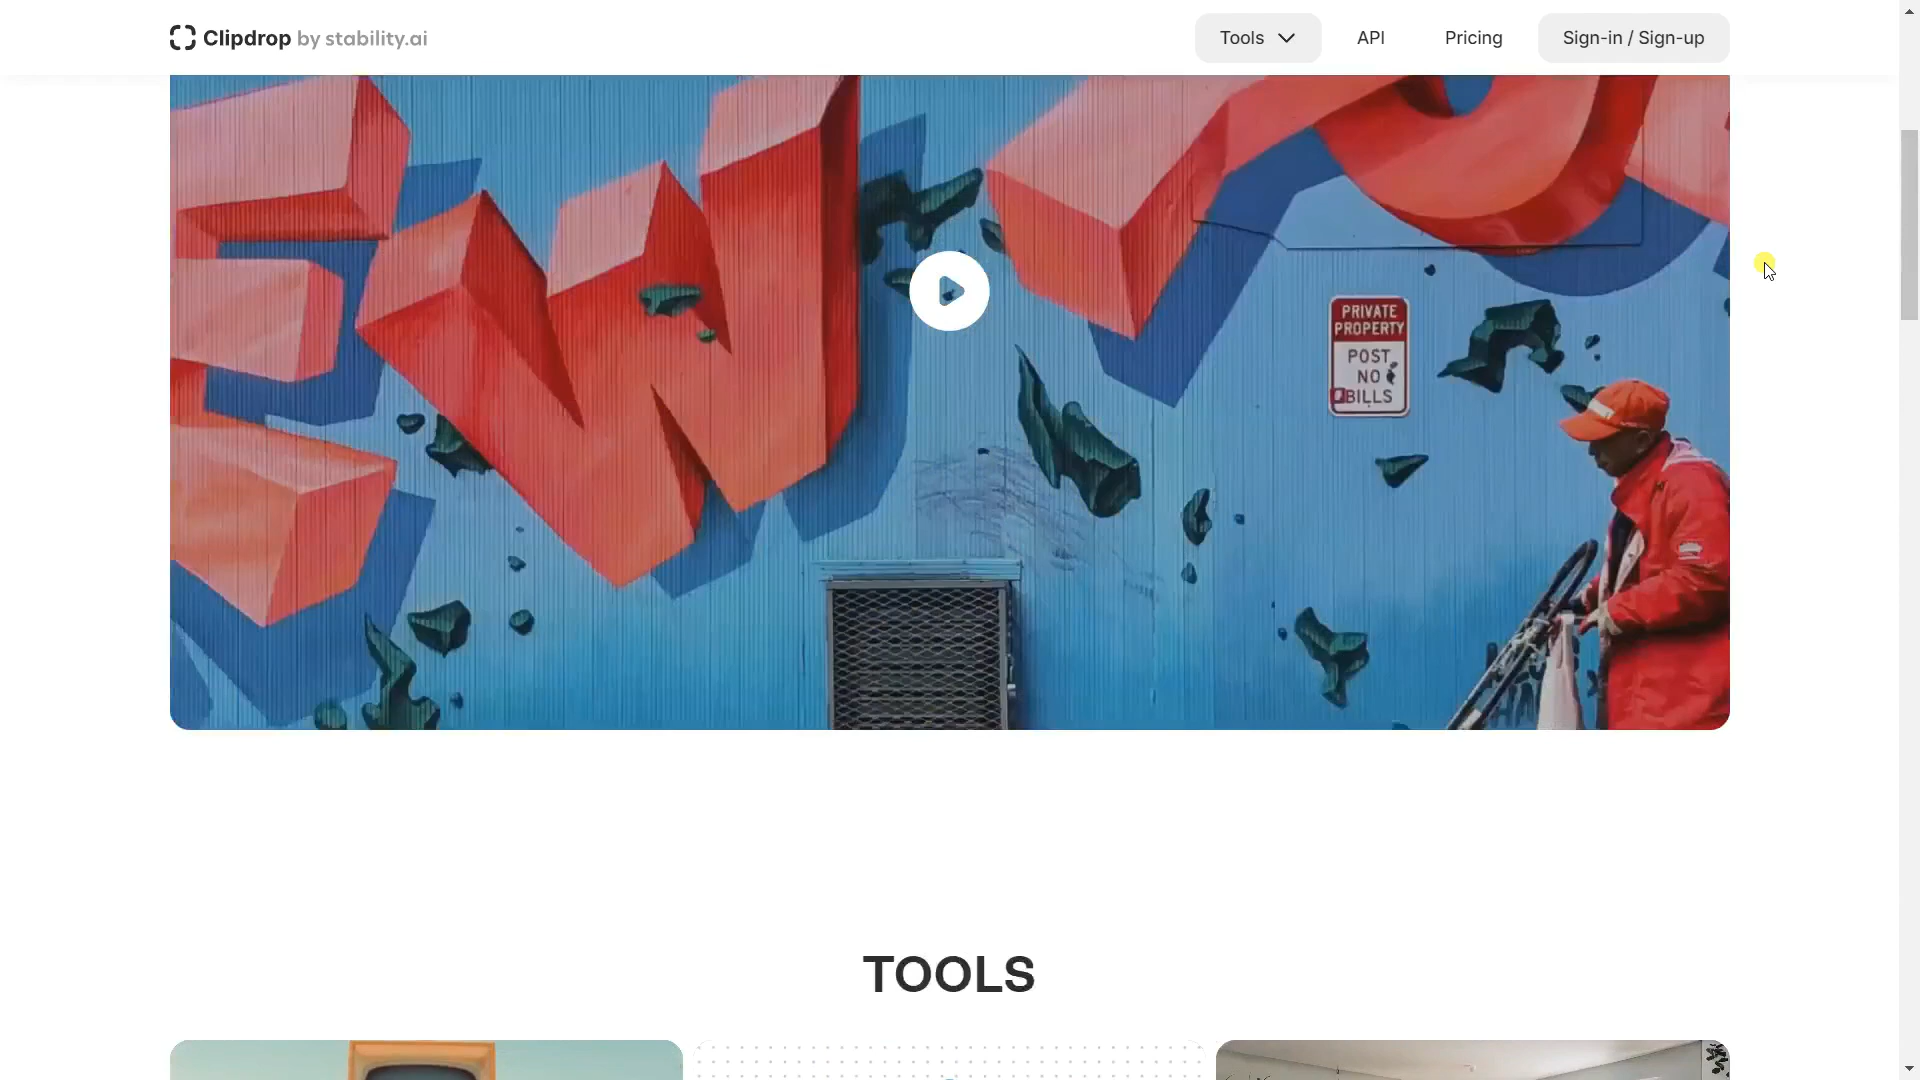 Clipdrop by stability.ai
Tools
API
Pricing
Sign-in / Sign-up
PRIVATE
PROPERTY
POST
NO
BILLS
TOOLS